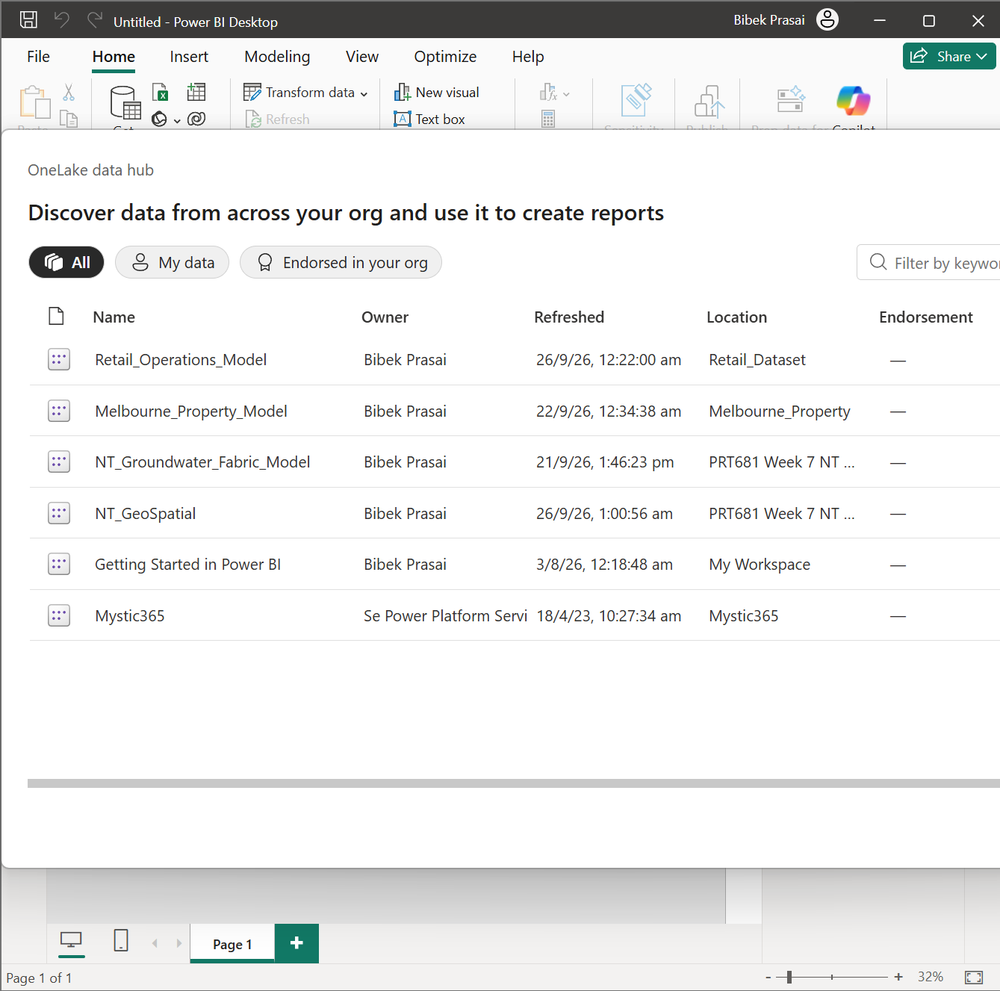 Untitled - Power BI Desktop
Bibek Prasai
File Home Insert Modeling View Optimize Help
Share
Transform data
New visual
Refresh
Text box
OneLake data hub
Discover data from across your org and use it to create reports
All
My data
Endorsed in your org
Filter by keywor
Name Owner Refreshed Location Endorsement
Retail_Operations_Model Bibek Prasai 26/9/26, 12:22:00 am Retail_Dataset —
Melbourne_Property_Model Bibek Prasai 22/9/26, 12:34:38 am Melbourne_Property —
NT_Groundwater_Fabric_Model Bibek Prasai 21/9/26, 1:46:23 pm PRT681 Week 7 NT ... —
NT_GeoSpatial Bibek Prasai 26/9/26, 1:00:56 am PRT681 Week 7 NT ... —
Getting Started in Power BI Bibek Prasai 3/8/26, 12:18:48 am My Workspace —
Mystic365 Se Power Platform Servi 18/4/23, 10:27:34 am Mystic365 —
Page 1
Page 1 of 1
- + 32%